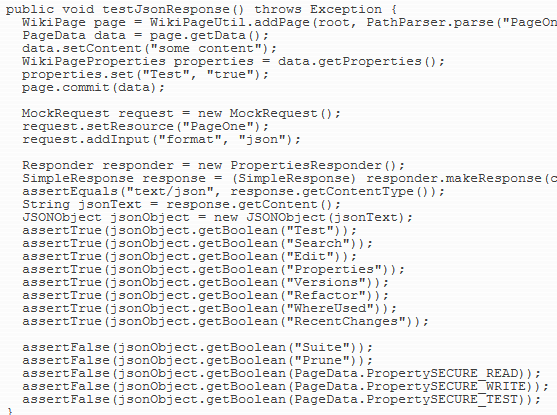 public void testJsonResponse() throws Exception {
WikiPage page = WikiPageUtil.addPage(root, PathParser.parse("PageOn
PageData data = page.getData();
data.setContent("some content");
WikiPageProperties properties = data.getProperties();
properties.set("Test", "true");
page.commit(data);
MockRequest request = new MockRequest();
request.setResource("PageOne");
request.addInput("format", "json");
Responder responder = new PropertiesResponder();
SimpleResponse response = (SimpleResponse) responder.makeResponse(c
assertEquals("text/json", response.getContentType());
String jsonText = response.getContent();
JSONObject jsonObject = new JSONObject(jsonText);
assertTrue(jsonObject.getBoolean("Test"));
assertTrue(jsonObject.getBoolean("Search"));
assertTrue(jsonObject.getBoolean("Edit"));
assertTrue(jsonObject.getBoolean("Properties"));
assertTrue(jsonObject.getBoolean("Versions"));
assertTrue(jsonObject.getBoolean("Refactor"));
assertTrue(jsonObject.getBoolean("WhereUsed"));
assertTrue(jsonObject.getBoolean("RecentChanges"));
assertFalse(jsonObject.getBoolean("Suite"));
assertFalse(jsonObject.getBoolean("Prune"));
assertFalse(jsonObject.getBoolean(PageData.PropertySECURE_READ));
assertFalse(jsonObject.getBoolean(PageData.PropertySECURE_WRITE));
assertFalse(jsonObject.getBoolean(PageData.PropertySECURE_TEST));
}